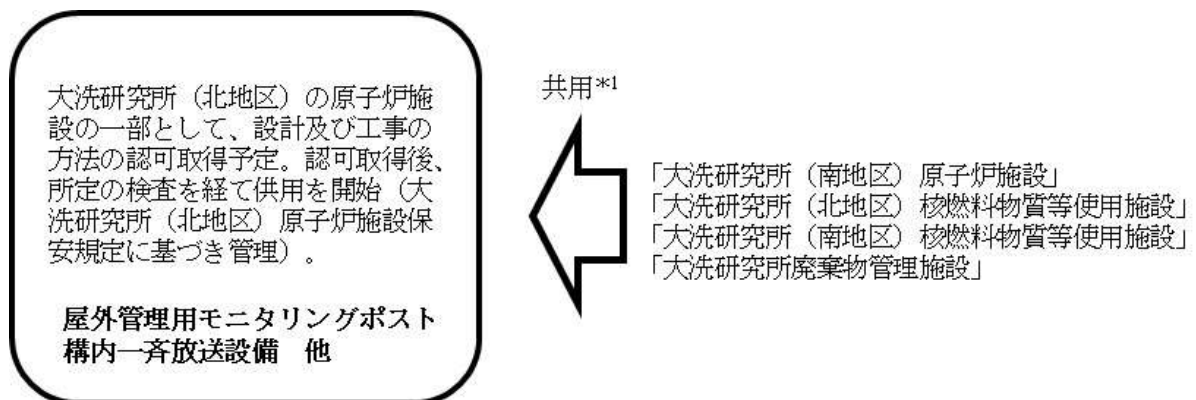 大洗研究所（北地区）の原子炉施
設の一部として、設計及び工事の
方法の認可取得予定。認可取得後、
所定の検査を経て供用を開始（大
洗研究所（北地区）原子炉施設保
安規定に基づき管理）。
屋外管理用モニタリングポスト
構内一斉放送設備　他
共用*1
「大洗研究所（南地区）原子炉施設」
「大洗研究所（北地区）核燃料物質等使用施設」
「大洗研究所（南地区）核燃料物質等使用施設」
「大洗研究所廃棄物管理施設」